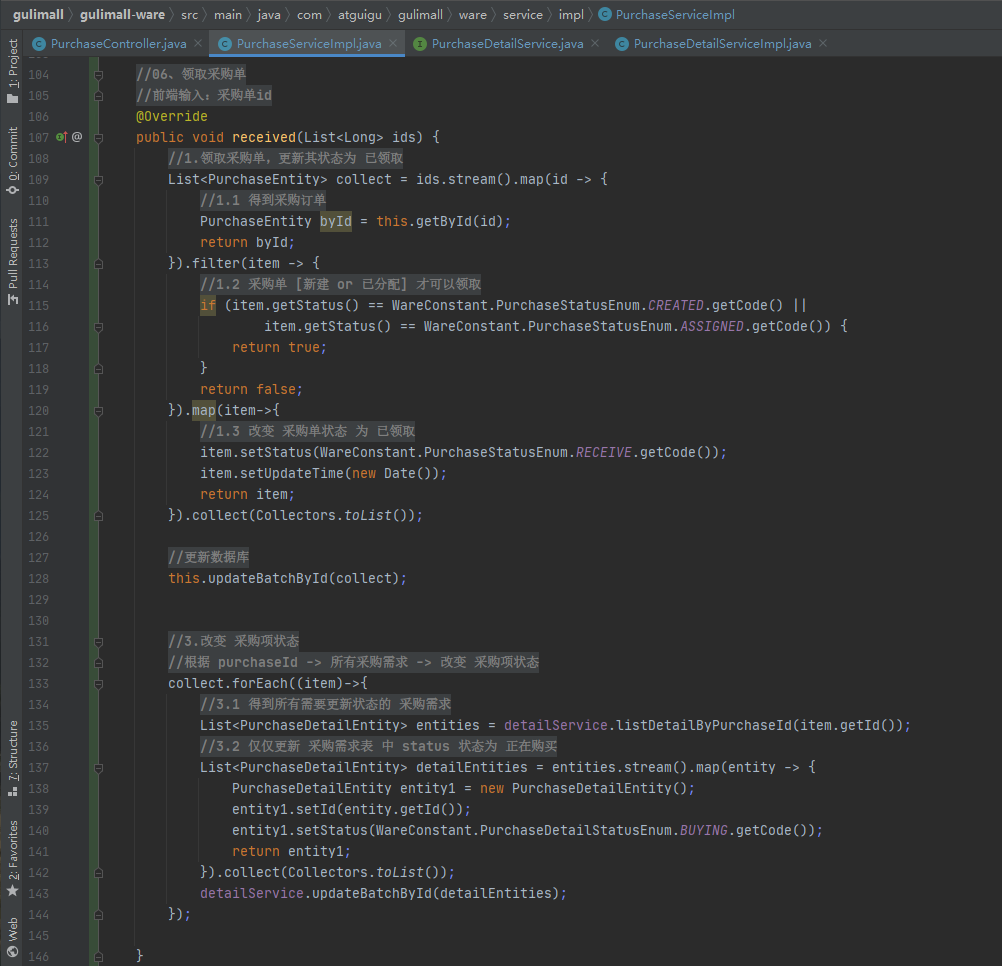 gulimall 〉 gulimall-ware 〉 src 〉 main 〉 java 〉 com 〉 atguigu 〉 gulimall 〉 ware 〉 service 〉 impl 〉 PurchaseServiceImpl
PurchaseController.java × PurchaseServiceImpl.java × PurchaseDetailService.java × PurchaseDetailServiceImpl.java ×
1: Project
0: Commit
Pull Requests
7: Structure
2: Favorites
Web
104 //06、领取采购单
105 //前端输入: 采购单id
106 @Override
107 public void received(List<Long> ids) {
108 //1.领取采购单，更新其状态为 已领取
109 List<PurchaseEntity> collect = ids.stream().map(id -> {
110 //1.1 得到采购订单
111 PurchaseEntity byId = this.getById(id);
112 return byId;
113 }).filter(item -> {
114 //1.2 采购单 [新建 or 已分配] 才可以领取
115 if (item.getStatus() == WareConstant.PurchaseStatusEnum.CREATED.getCode() ||
116 item.getStatus() == WareConstant.PurchaseStatusEnum.ASSIGNED.getCode()) {
117 return true;
118 }
119 return false;
120 }).map(item->{
121 //1.3 改变 采购单状态 为 已领取
122 item.setStatus(WareConstant.PurchaseStatusEnum.RECEIVE.getCode());
123 item.setUpdateTime(new Date());
124 return item;
125 }).collect(Collectors.toList());
126
127 //更新数据库
128 this.updateBatchById(collect);
129
130
131 //3.改变 采购项状态
132 //根据 purchaseId -> 所有采购需求 -> 改变 采购项状态
133 collect.forEach((item)->{
134 //3.1 得到所有需要更新状态的 采购需求
135 List<PurchaseDetailEntity> entities = detailService.listDetailByPurchaseId(item.getId());
136 //3.2 仅仅更新 采购需求表 中 status 状态为 正在购买
137 List<PurchaseDetailEntity> detailEntities = entities.stream().map(entity -> {
138 PurchaseDetailEntity entity1 = new PurchaseDetailEntity();
139 entity1.setId(entity.getId());
140 entity1.setStatus(WareConstant.PurchaseDetailStatusEnum.BUYING.getCode());
141 return entity1;
142 }).collect(Collectors.toList());
143 detailService.updateBatchById(detailEntities);
144 });
145
146 }